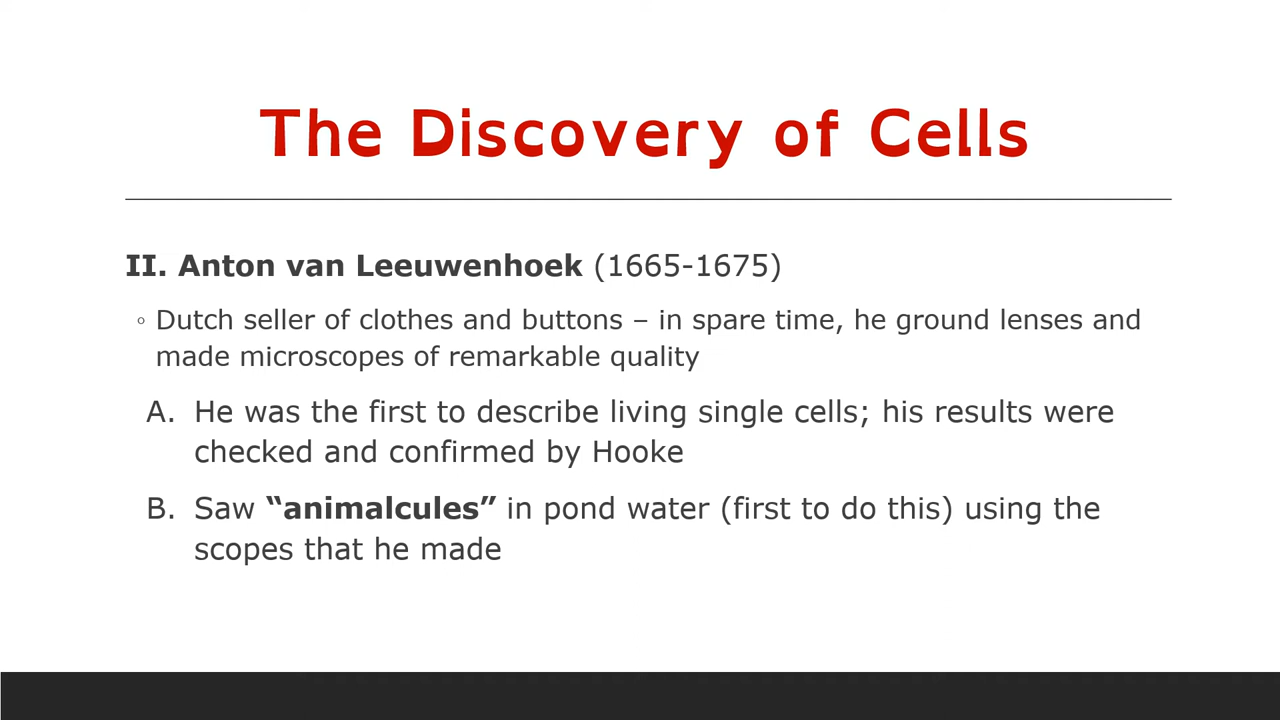 The Discovery of Cells
II. Anton van Leeuwenhoek (1665-1675)
◦ Dutch seller of clothes and buttons – in spare time, he ground lenses and
made microscopes of remarkable quality
A. He was the first to describe living single cells; his results were
checked and confirmed by Hooke
B. Saw “animalcules” in pond water (first to do this) using the
scopes that he made